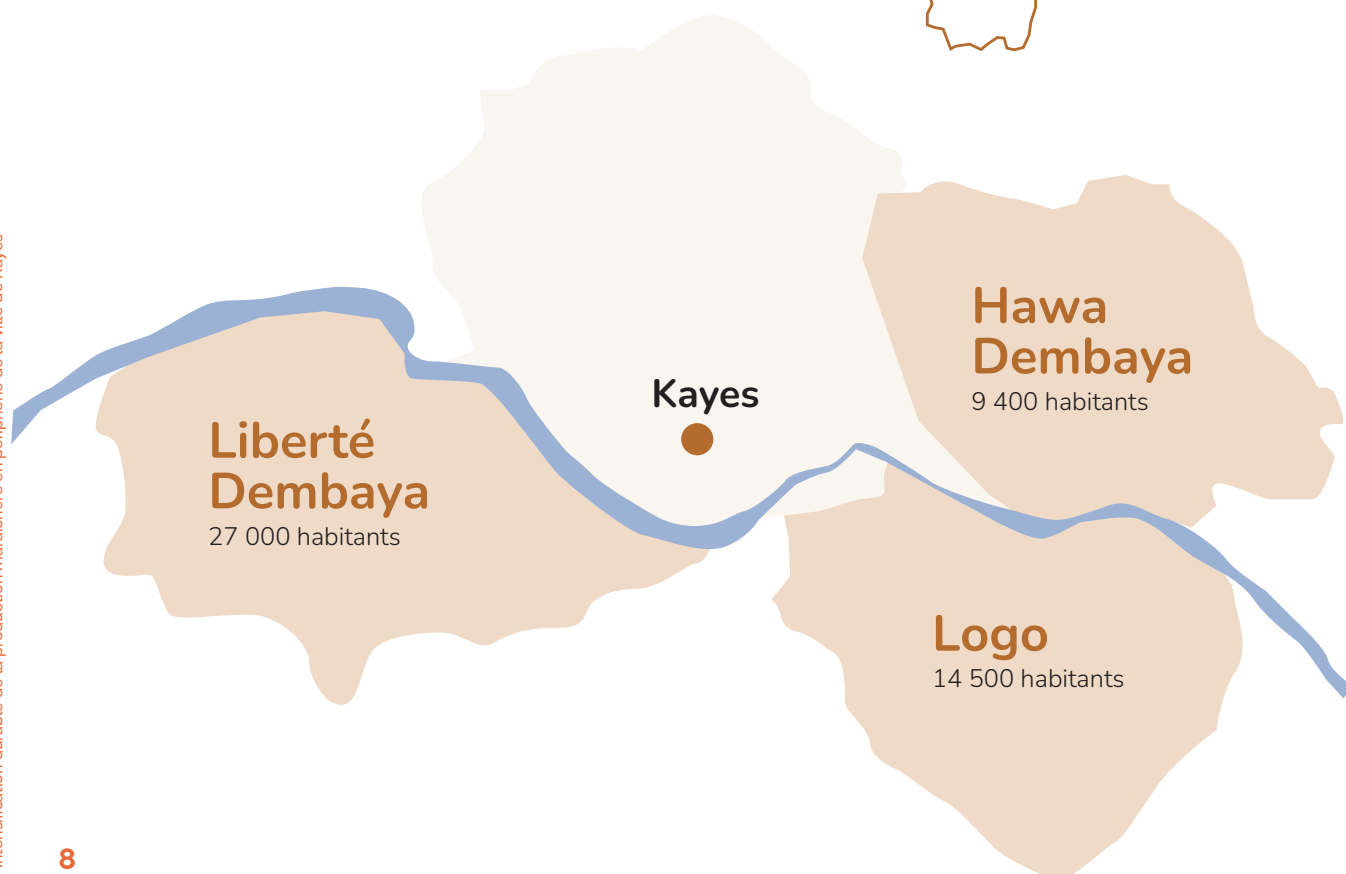 Kayes
Hawa
Dembaya
9 400 habitants
Liberté
Dembaya
27 000 habitants
Logo
14 500 habitants
8